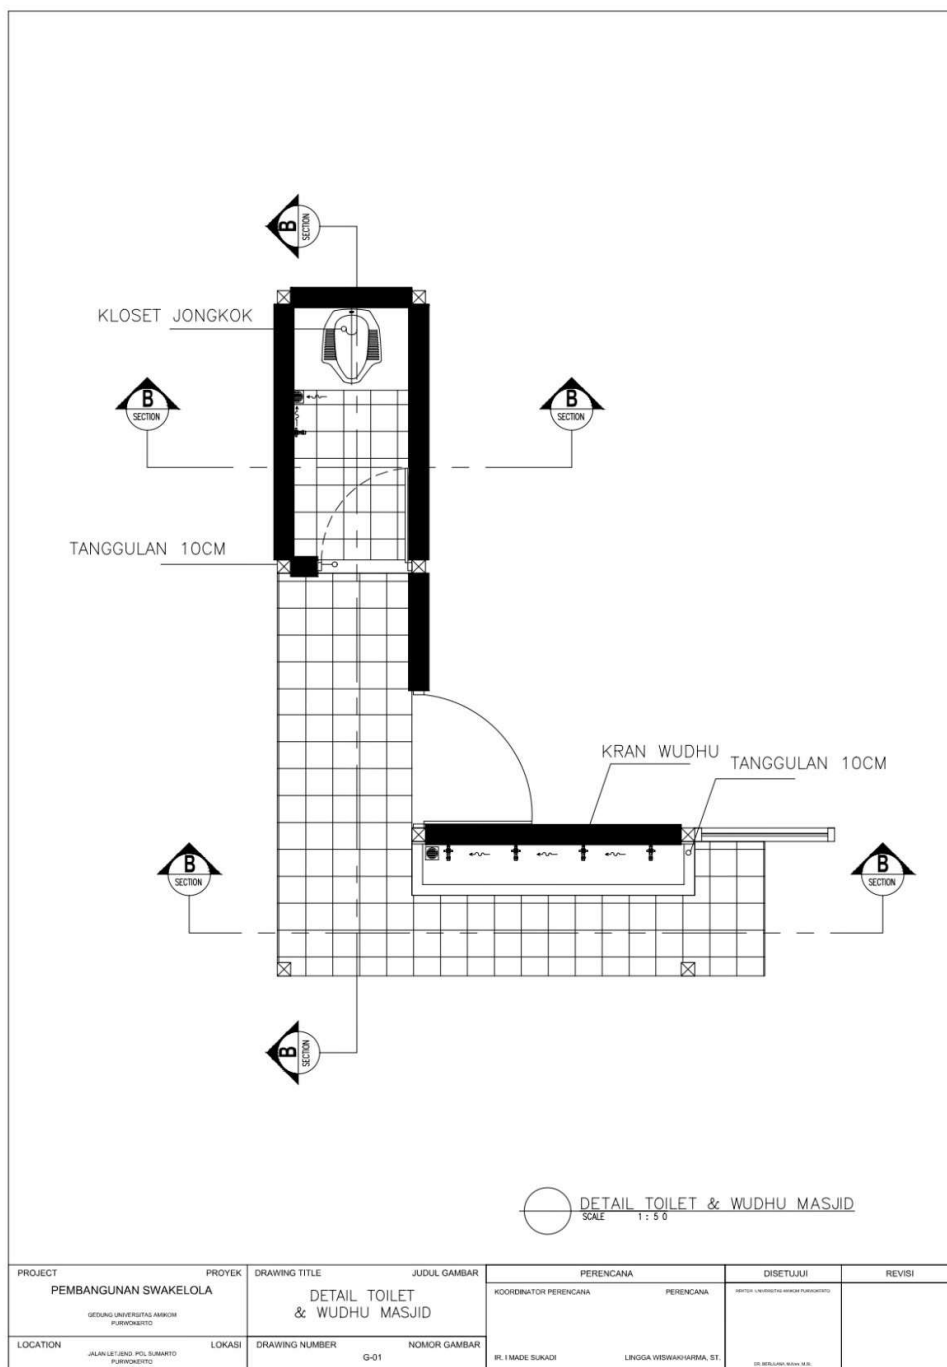 B
SECTION
KLOSET JONGKOK
B
SECTION
B
SECTION
TANGGULAN 10CM
KRAN WUDHU
TANGGULAN 10CM
B
SECTION
B
SECTION
B
SECTION
DETAIL TOILET & WUDHU MASJID
SCALE 1 : 5 0
PROJECT PROYEK
PEMBANGUNAN SWAKELOLA
GEDUNG UNIVERSITAS AMIKOM
PURWOKERTO
LOCATION LOKASI
JALAN LETJEND. POL SUMARTO
PURWOKERTO
DRAWING TITLE JUDUL GAMBAR
DETAIL TOILET
& WUDHU MASJID
DRAWING NUMBER NOMOR GAMBAR
G-01
PERENCANA
KOORDINATOR PERENCANA PERENCANA
IR. I MADE SUKADI LINGGA WISWAKHARMA, ST.
DISETUJUI
UNIVERSITAS AMIKOM PURWOKERTO
REVISI